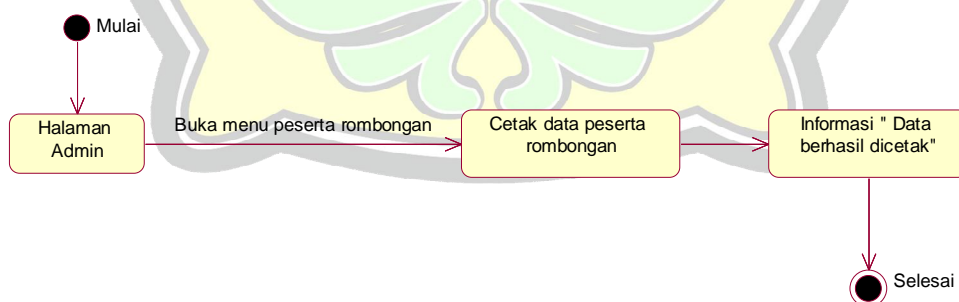 Mulai
Halaman
Admin
Buka menu peserta rombongan
Cetak data peserta
rombongan
Informasi " Data
berhasil dicetak"
Selesai